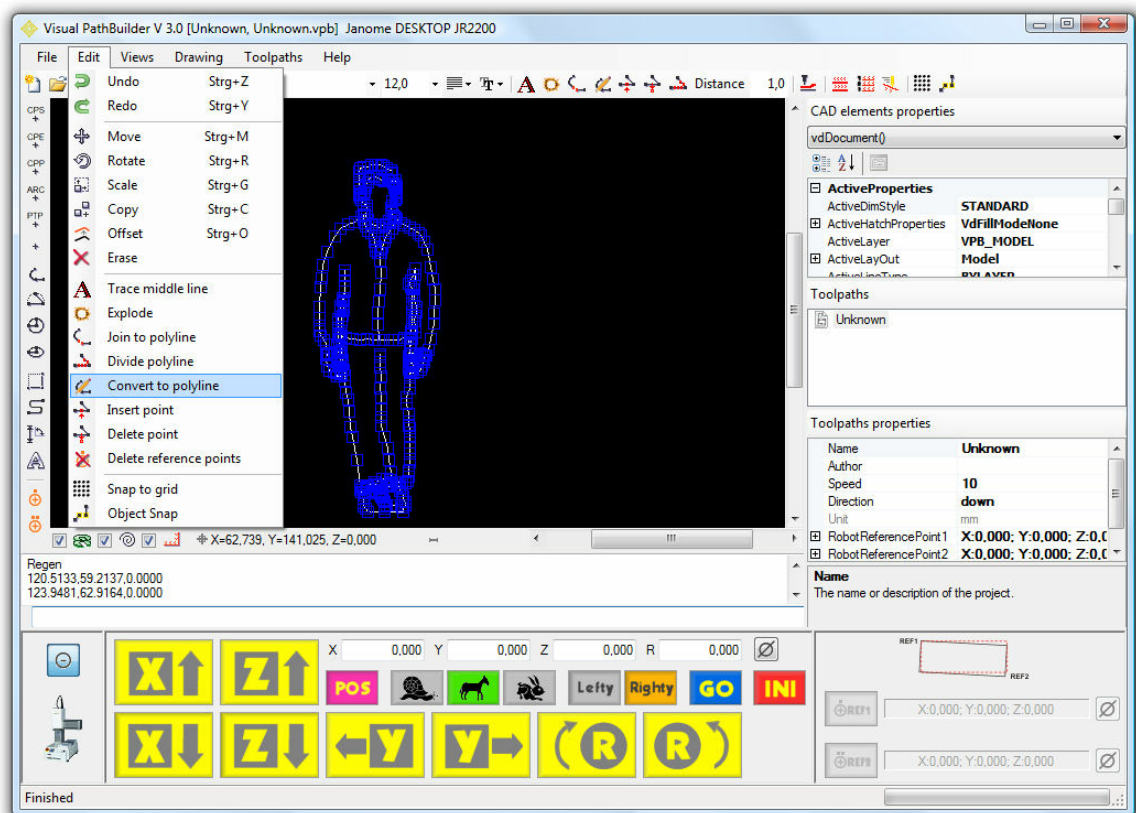 Visual PathBuilder V 3.0 [Unknown, Unknown.vpb] Janome DESKTOP JR2200
File Edit Views Drawing Toolpaths Help
12,0 A Distance 1,0
Undo Strg+Z
Redo Strg+Y
Move Strg+M
Rotate Strg+R
Scale Strg+G
Copy Strg+C
Offset Strg+O
Erase
Trace middle line
Explode
Join to polyline
Divide polyline
Convert to polyline
Insert point
Delete point
Delete reference points
Snap to grid
Object Snap
CPS
CPE
CPP
ARC
PTP
CAD elements properties
vdDocument()
ActiveProperties
ActiveDimStyle STANDARD
ActiveHatchProperties VdFillModeNone
ActiveLayer VPB_MODEL
ActiveLayOut Model
ActiveLineType BYLAYER
Toolpaths
Unknown
Toolpaths properties
Name Unknown
Author
Speed 10
Direction down
Unit mm
RobotReferencePoint1 X:0,000; Y:0,000; Z:0,0
RobotReferencePoint2 X:0,000; Y:0,000; Z:0,0
Name
The name or description of the project.
X=62,739, Y=141,025, Z=0,000
Regen
120.5133,59.2137,0.0000
123.9481,62.9164,0.0000
X 0,000 Y 0,000 Z 0,000 R 0,000
X Z POS Lefty Righty GO INI
X Z Y Y R R
REF1
REF2
REF1 X:0,000; Y:0,000; Z:0,000
REF2 X:0,000; Y:0,000; Z:0,000
Finished